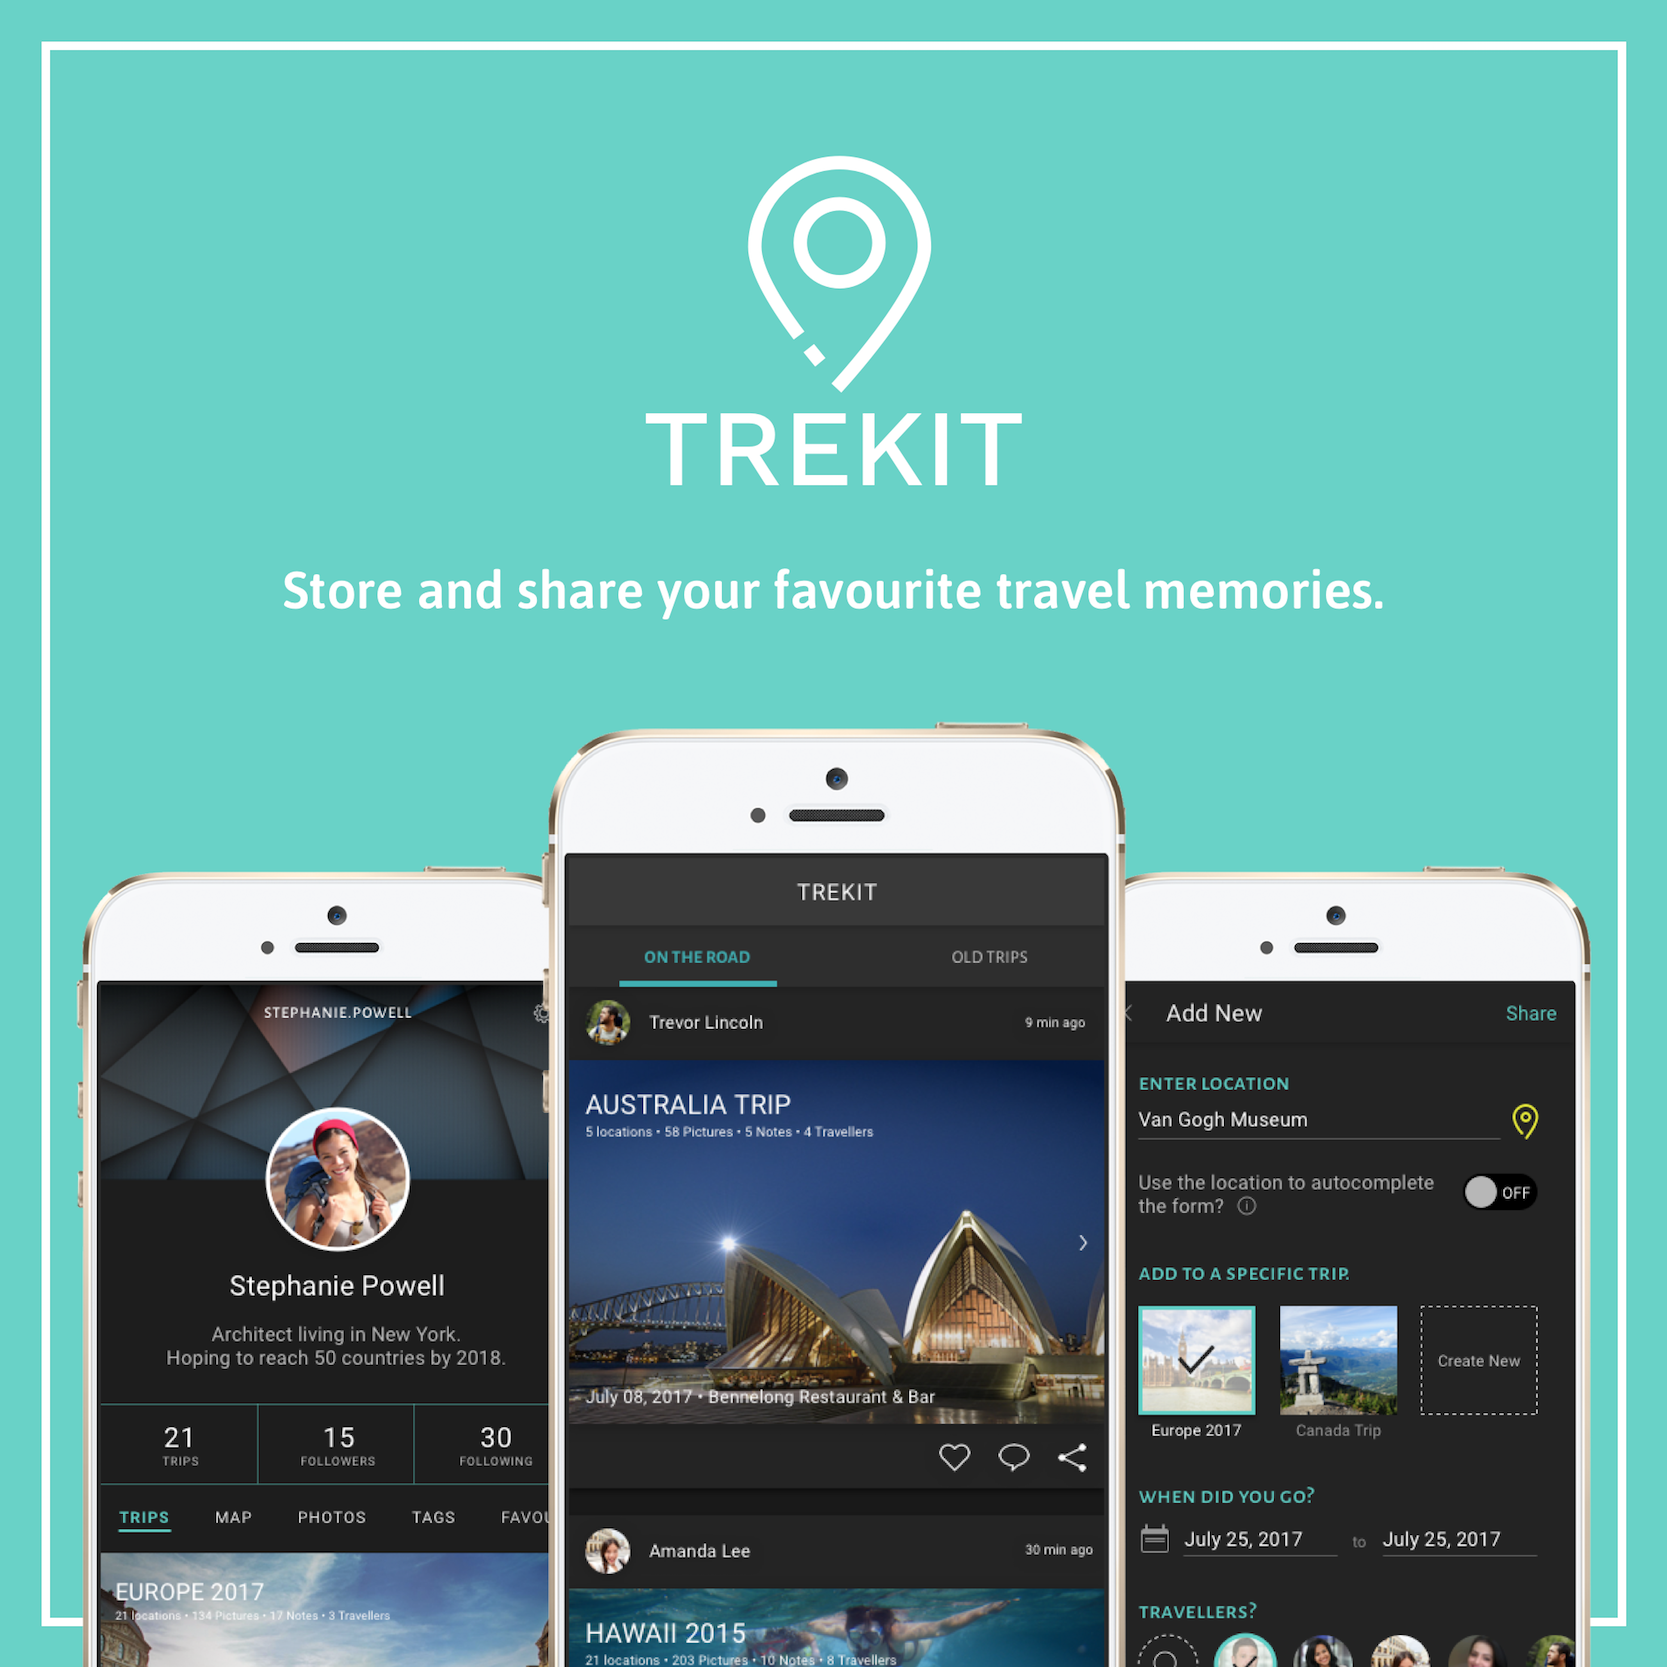 TREKIT
Store and share your favourite travel memories.
STEPHANIE.POWELL
Stephanie Powell
Architect living in New York.
Hoping to reach 50 countries by 2018.
21
TRIPS
15
FOLLOWERS
30
FOLLOWING
TRIPS MAP PHOTOS TAGS FAVOU
EUROPE 2017
21 locations • 134 Pictures • 17 Notes • 3 Travellers
TREKIT
ON THE ROAD OLD TRIPS
Trevor Lincoln 9 min ago
AUSTRALIA TRIP
5 locations • 58 Pictures • 5 Notes • 4 Travellers
July 08, 2017 • Bennelong Restaurant & Bar
Amanda Lee 30 min ago
HAWAII 2015
21 locations • 203 Pictures • 10 Notes • 8 Travellers
Add New Share
ENTER LOCATION
Van Gogh Museum
Use the location to autocomplete
the form? OFF
ADD TO A SPECIFIC TRIP.
Create New
Europe 2017 Canada Trip
WHEN DID YOU GO?
July 25, 2017 to July 25, 2017
TRAVELLERS?